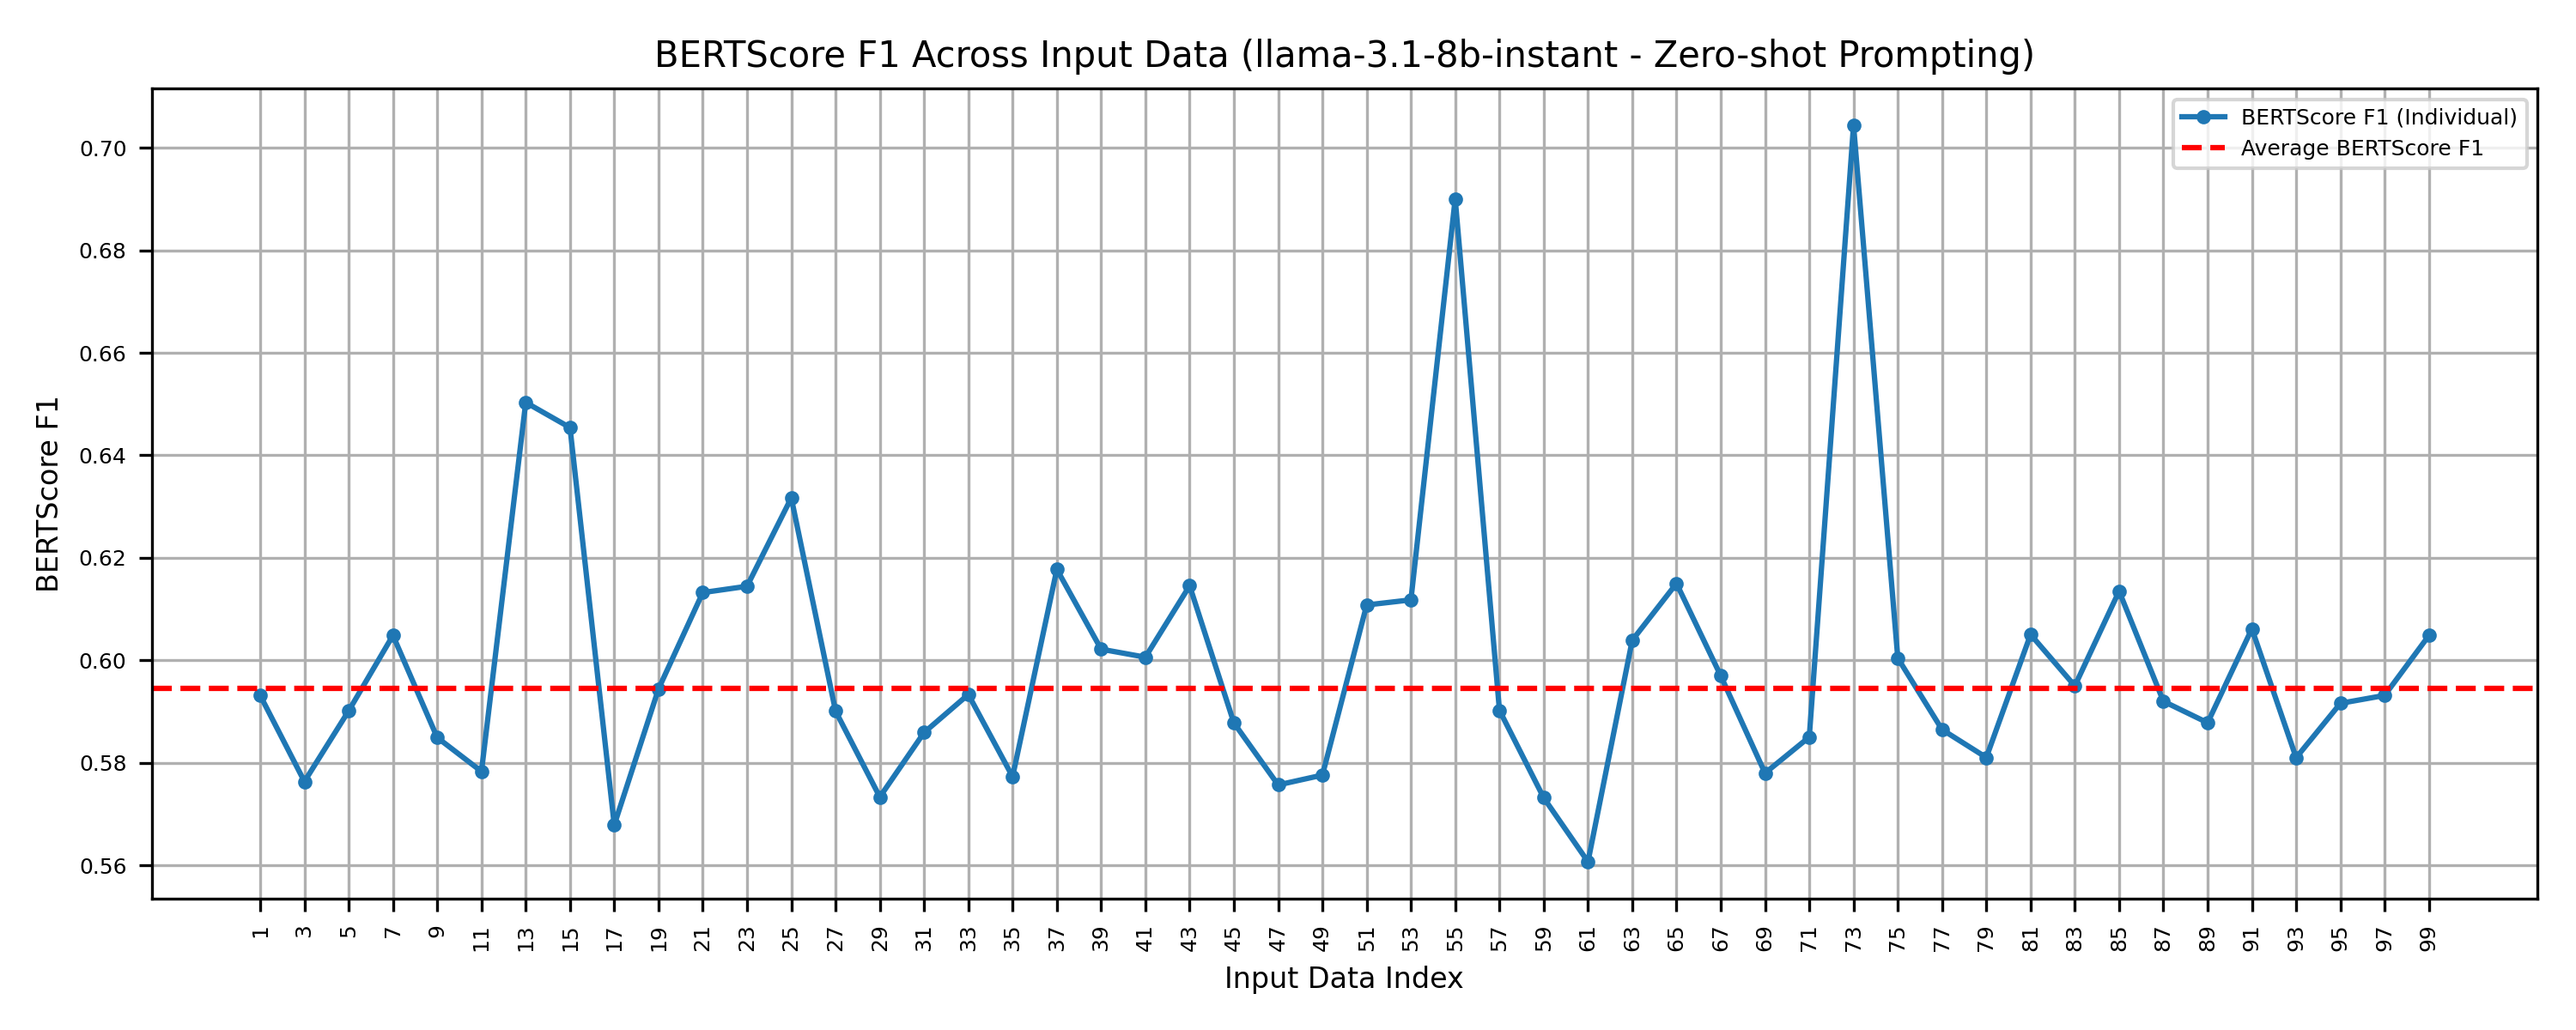 BERTScore F1 Across Input Data (llama-3.1-8b-instant - Zero-shot Prompting)
BERTScore F1 (Individual)
Average BERTScore F1
0.70
0.68
0.66
0.64
0.62
0.60
0.58
0.56
BERTScore F1
1 3 5 7 9 11 13 15 17 19 21 23 25 27 29 31 33 35 37 39 41 43 45 47 49 51 53 55 57 59 61 63 65 67 69 71 73 75 77 79 81 83 85 87 89 91 93 95 97 99
Input Data Index